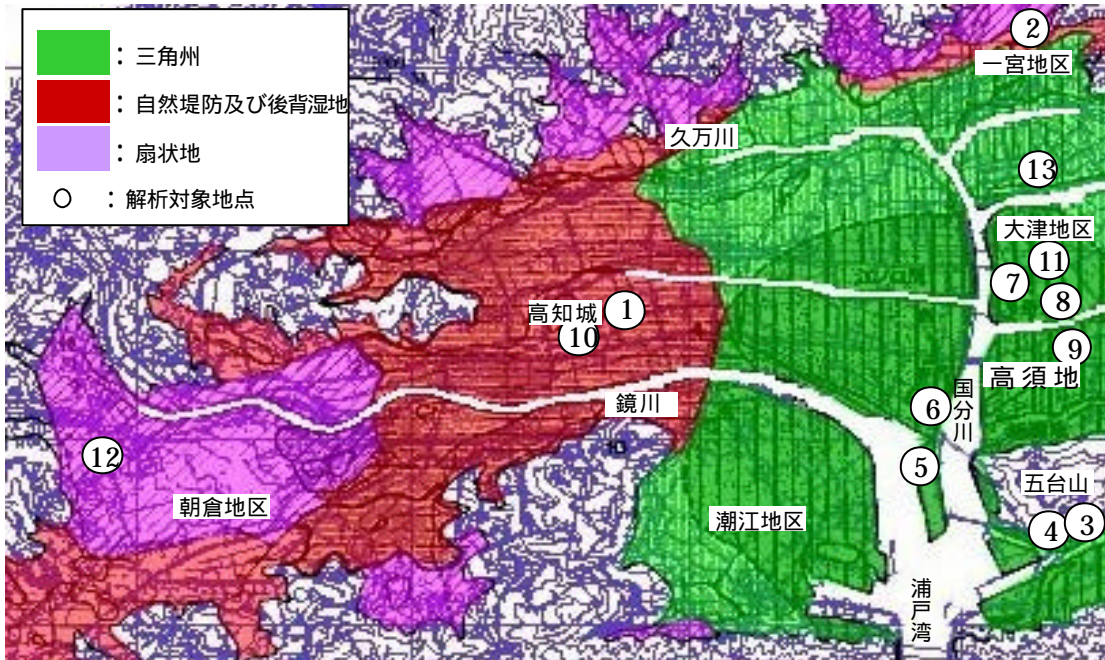 ：三角州
：自然堤防及び後背湿地
：扇状地
○：解析対象地点
2
一宮地区
久万川
13
大津地区
11
7
8
高知城
1
10
9
高須地
鏡川
6
国分川
5
12
朝倉地区
潮江地区
五台山
4
3
浦戸湾